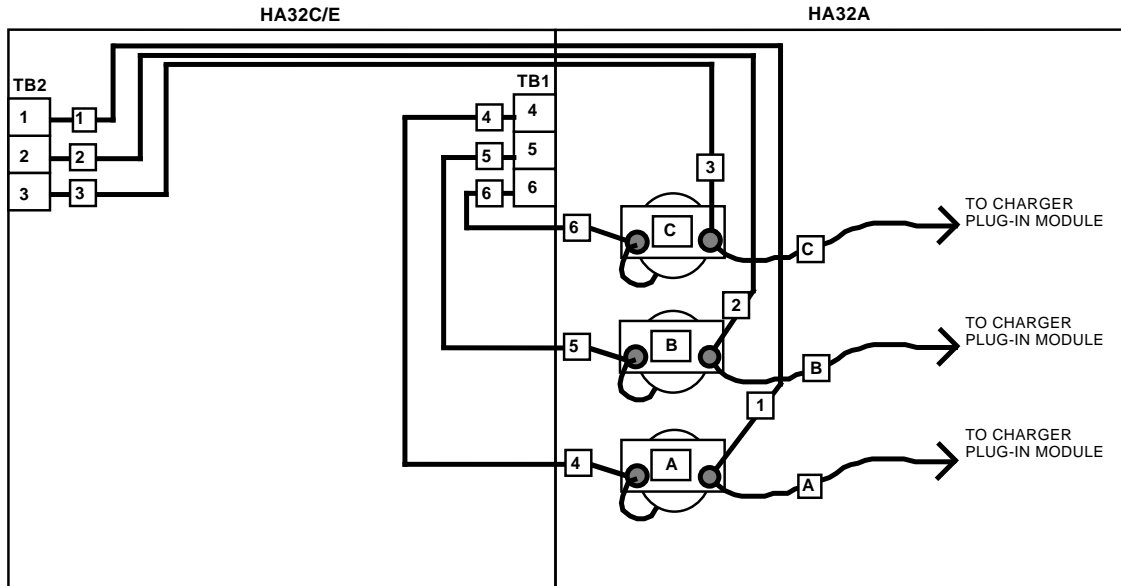 HA32C/E
HA32A
TB2
TB1
1
1
2
2
3
3
4
4
5
5
6
6
3
6
C
C
TO CHARGER
PLUG-IN MODULE
2
5
B
B
TO CHARGER
PLUG-IN MODULE
1
4
A
A
TO CHARGER
PLUG-IN MODULE